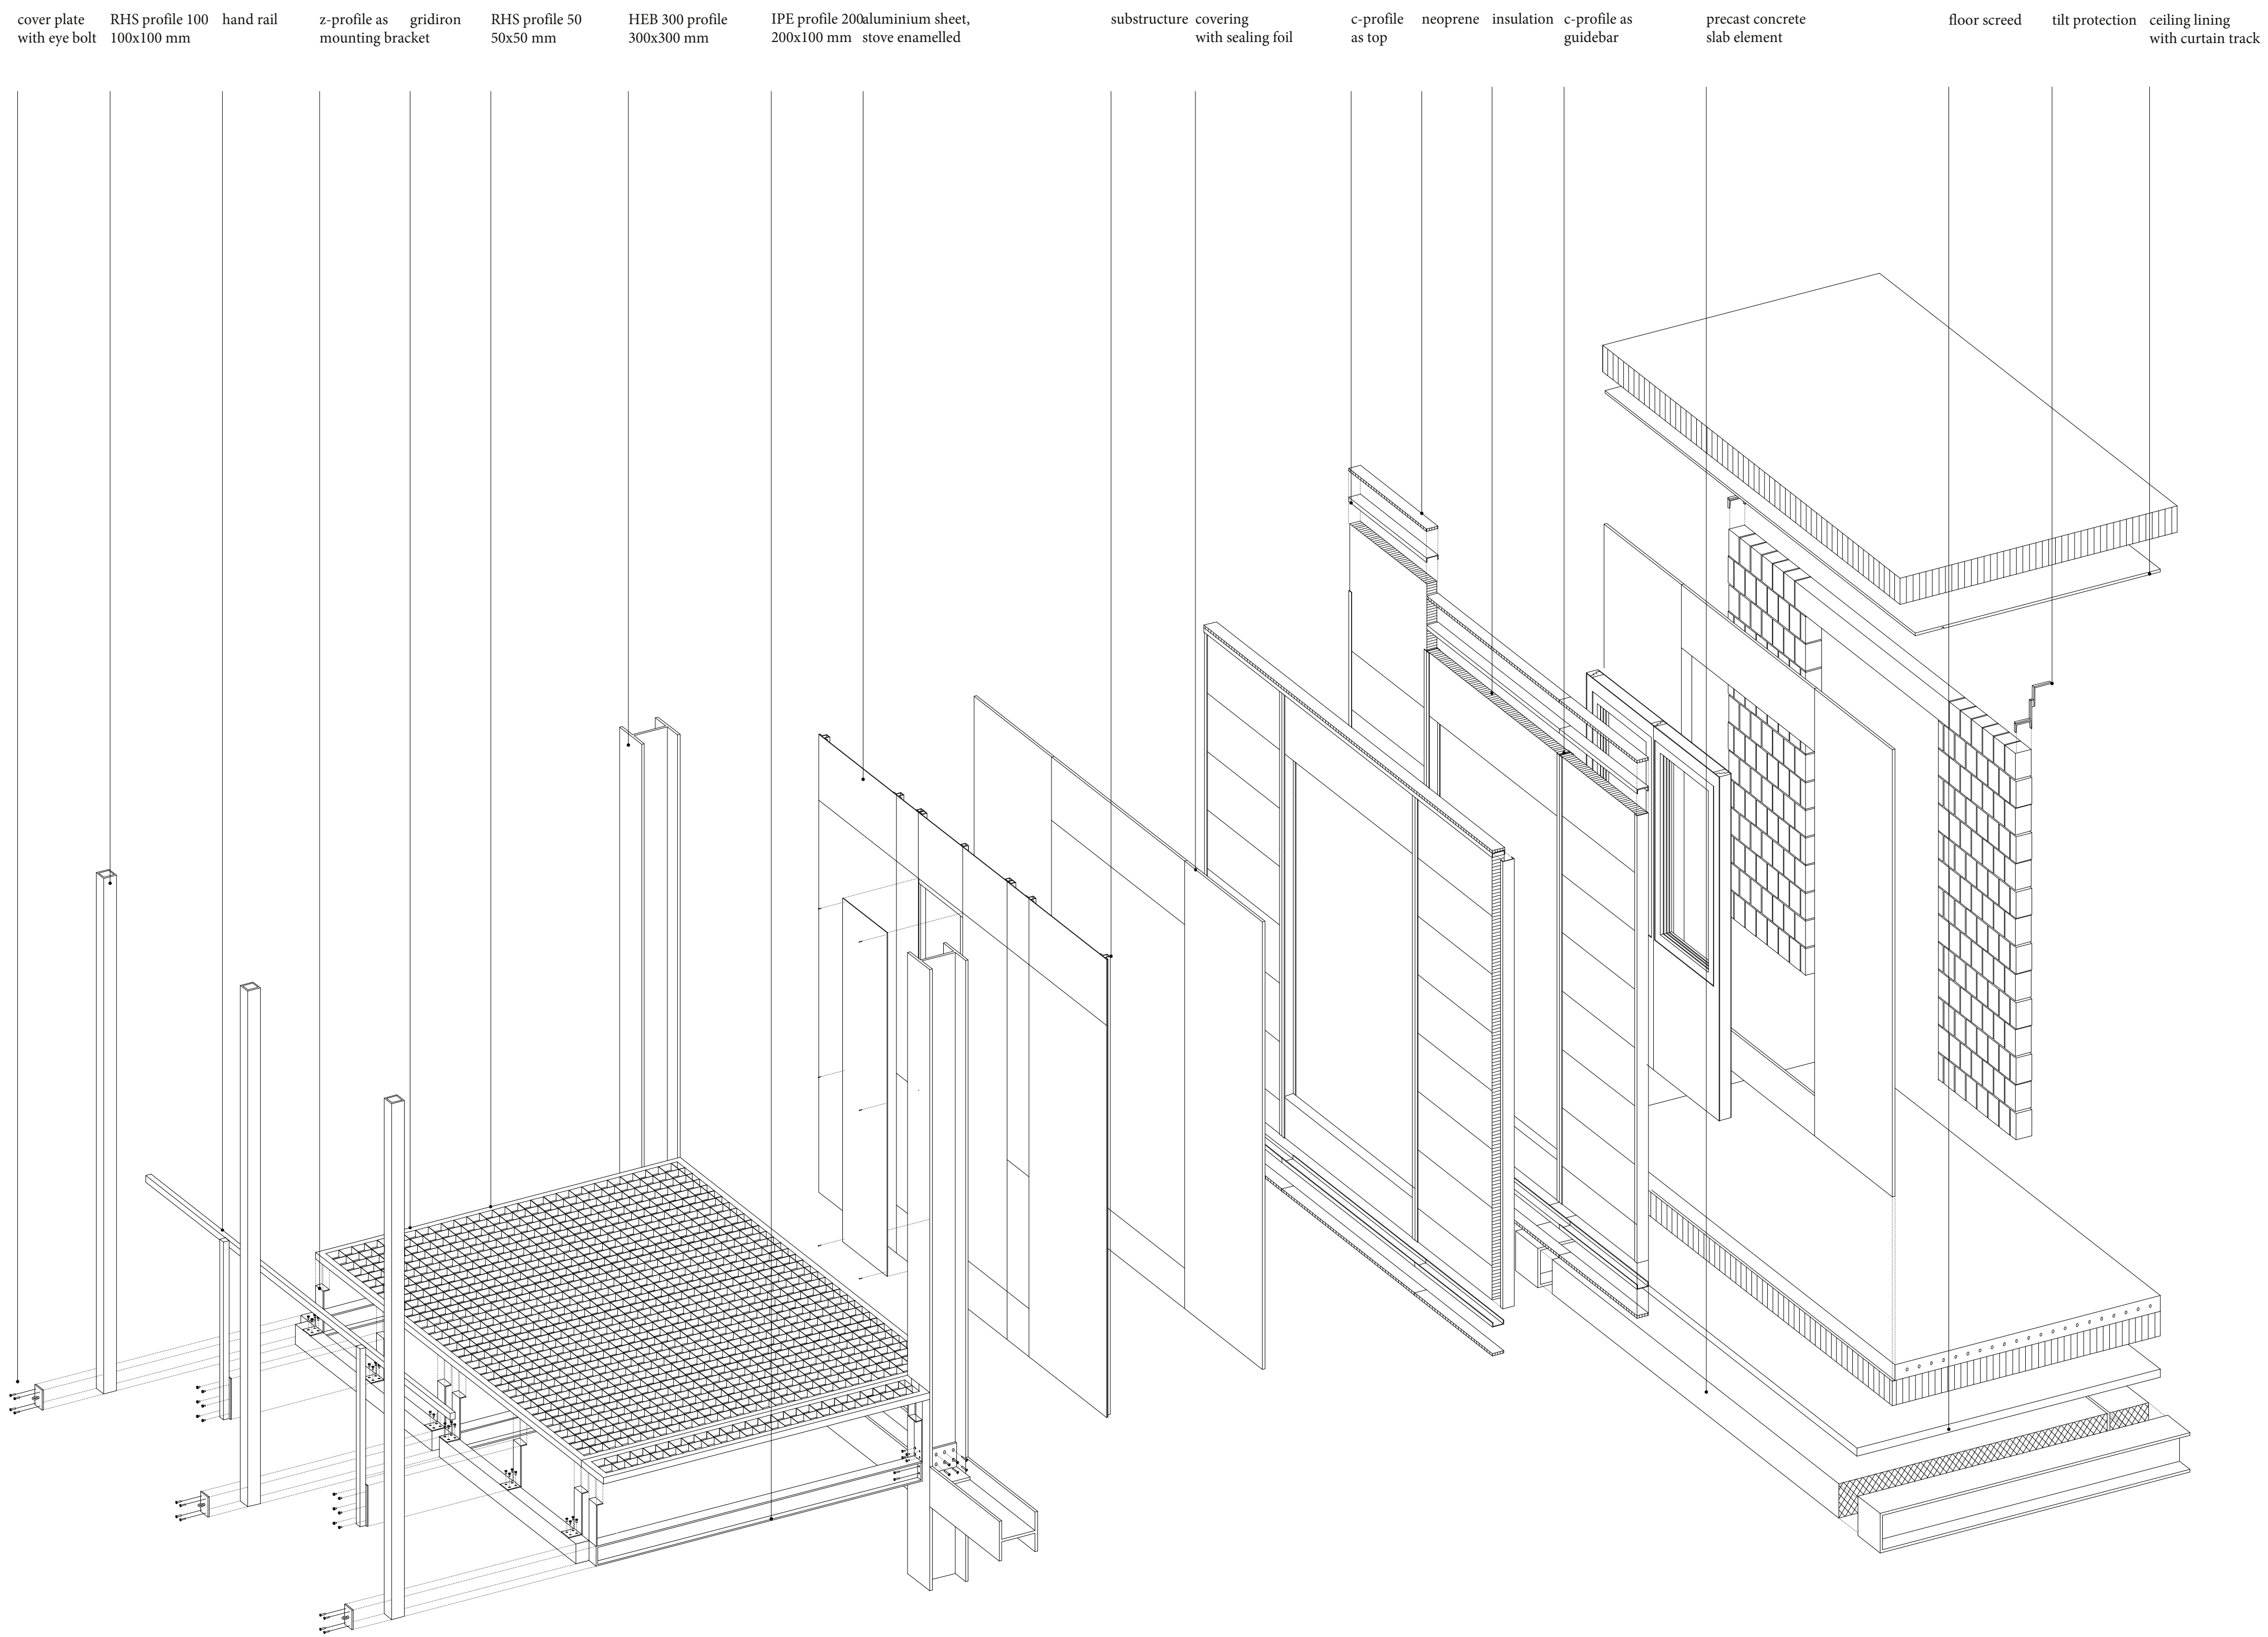 cover plate
with eye bolt
RHS profile 100
100x100 mm
hand rail
z-profile as
mounting bracket
gridiron
RHS profile 50
50x50 mm
HEB 300 profile
300x300 mm
IPE profile 200
200x100 mm
aluminium sheet,
stove enamelled
substructure
covering
with sealing foil
c-profile
as top
neoprene
insulation
c-profile as
guidebar
precast concrete
slab element
floor screed
tilt protection
ceiling lining
with curtain track